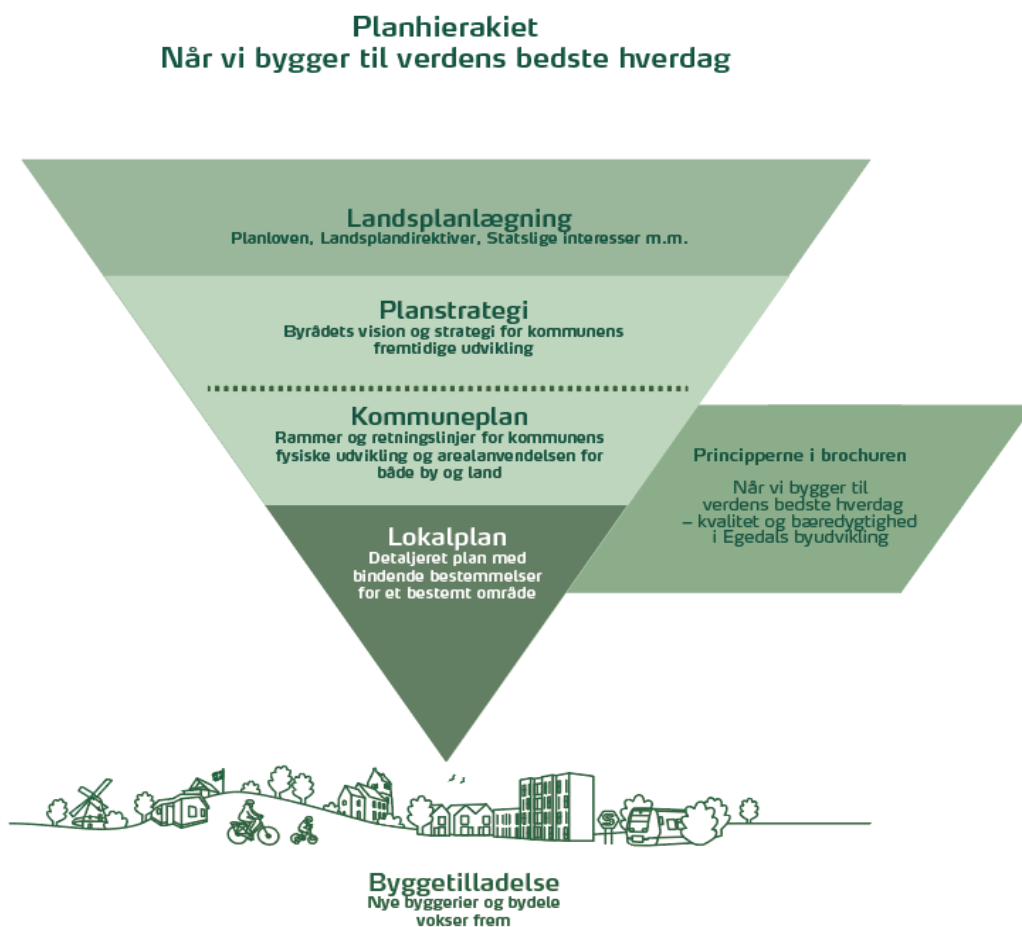 Planhierakiet
Når vi bygger til verdens bedste hverdag
Landsplanlægning
Planloven, Landsplandirektiver, Statslige interesser m.m.
Planstrategi
Byrådets vision og strategi for kommunens
fremtidige udvikling
Kommuneplan
Rammer og retningslinjer for kommunens
fysiske udvikling og arealanvendelsen for
både by og land
Principperne i brochuren
Når vi bygger til
verdens bedste hverdag
– kvalitet og bæredygtighed
i Egedals byudvikling
Lokalplan
Detaljeret plan med
bindende bestemmelser
for et bestemt område
S
Byggetilladelse
Nye byggerier og bydele
vokser frem